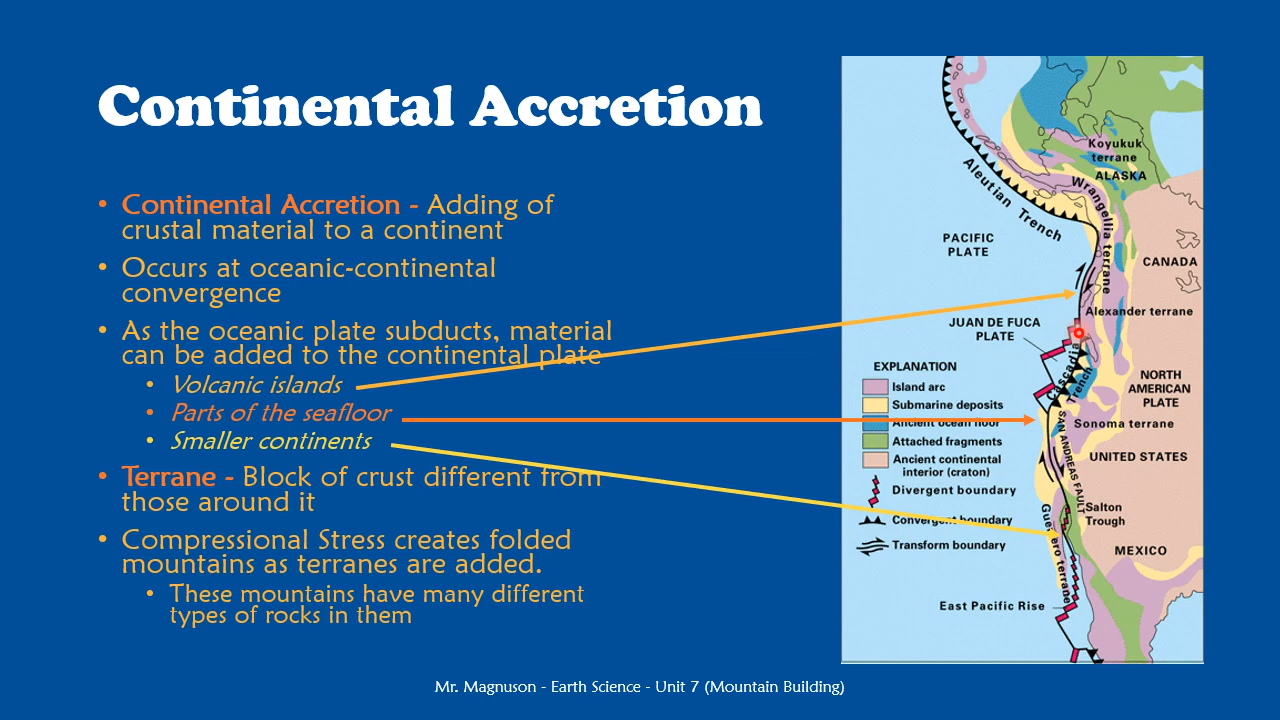 Continental Accretion
• Continental Accretion - Adding of
crustal material to a continent
• Occurs at oceanic-continental
convergence
• As the oceanic plate subducts, material
can be added to the continental plate
• Volcanic islands
• Parts of the seafloor
• Smaller continents
• Terrane - Block of crust different from
those around it
• Compressional Stress creates folded
mountains as terranes are added.
• These mountains have many different
types of rocks in them
Koyukuk
terrane
ALASKA
Aleutian Trench
Wrangellia terrane
PACIFIC
PLATE
CANADA
Alexander terrane
JUAN DE FUCA
PLATE
Cascadia
Trench
EXPLANATION
Island arc
Submarine deposits
Ancient ocean floor
Attached fragments
Ancient continental
interior (craton)
Divergent boundary
Convergent boundary
Transform boundary
NORTH
AMERICAN
PLATE
Sonoma terrane
SAN ANDREAS FAULT
UNITED STATES
Salton
Trough
Guerrero terrane
MEXICO
East Pacific Rise
Mr. Magnuson - Earth Science - Unit 7 (Mountain Building)